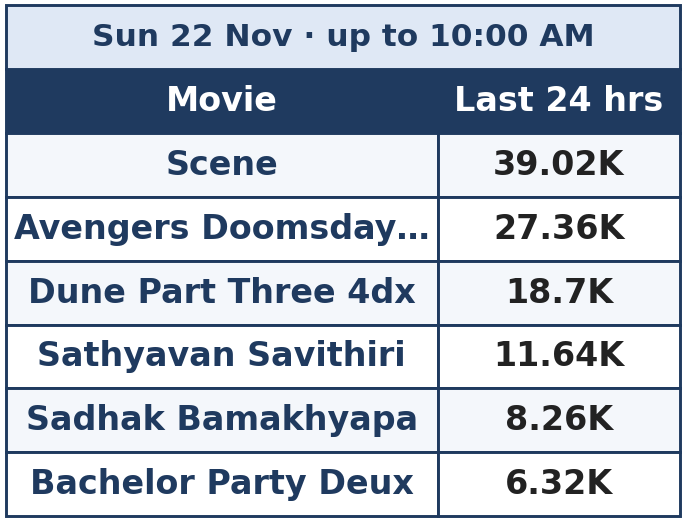 Sun 22 Nov · up to 10:00 AM
Movie Last 24 hrs
Scene 39.02K
Avengers Doomsday... 27.36K
Dune Part Three 4dx 18.7K
Sathyavan Savithiri 11.64K
Sadhak Bamakhyapa 8.26K
Bachelor Party Deux 6.32K